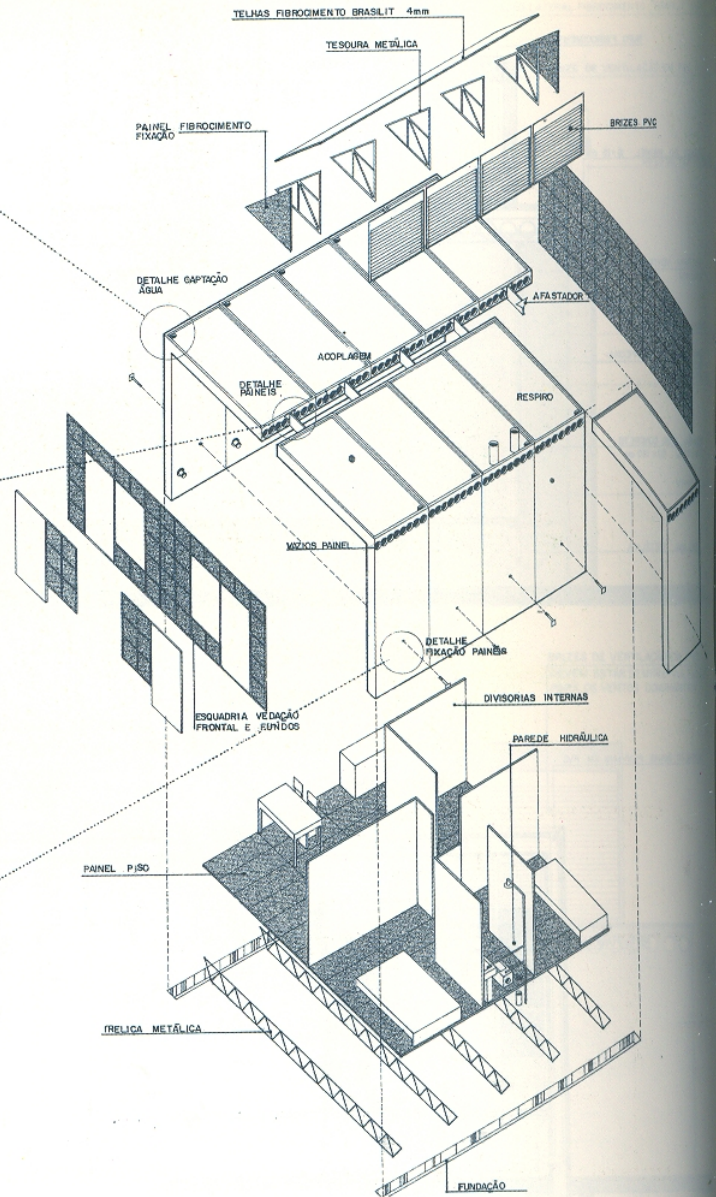 TELHAS FIBROCIMENTO BRASILIT 4mm
TESOURA METÁLICA
PAINEL FIBROCIMENTO
FIXAÇÃO
BRIZES PVC
DETALHE CAPTAÇÃO
ÁGUA
AFASTADOR
ACOPLAGEM
DETALHE
PAINEIS
RESPIRO
VAZIOS PAINEL
DETALHE
FIXAÇÃO PAINEIS
ESQUADRIA VEDAÇÃO
FRONTAL E FUNDOS
DIVISORIAS INTERNAS
PAREDE HIDRÁULICA
PAINEL PISO
TRELIÇA METÁLICA
FUNDAÇÃO